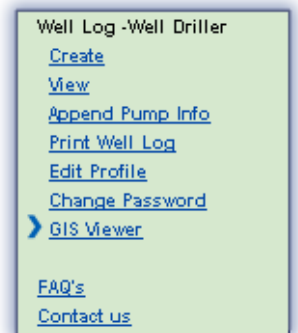 Well Log -Well Driller
Create
View
Append Pump Info
Print Well Log
Edit Profile
Change Password
GIS Viewer
FAQ's
Contact us